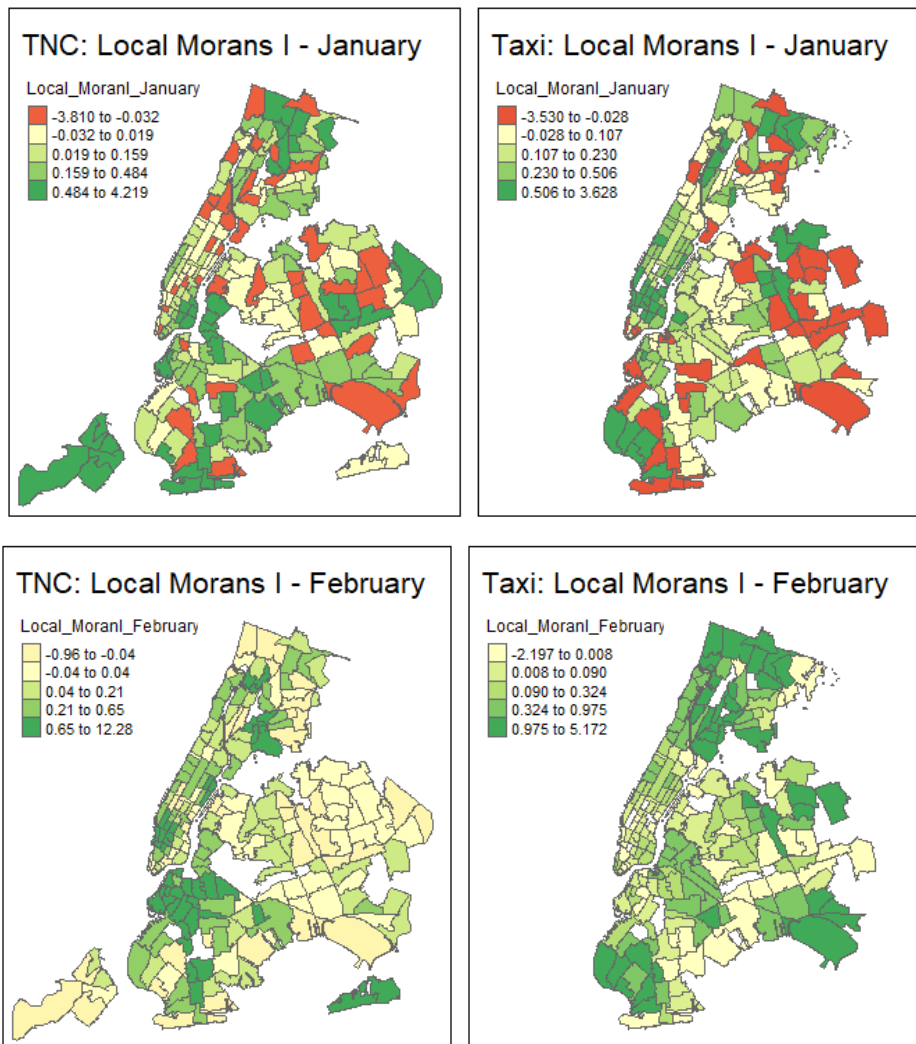 TNC: Local Morans I - January
Local_MoranI_January
-3.810 to -0.032
-0.032 to 0.019
0.019 to 0.159
0.159 to 0.484
0.484 to 4.219
Taxi: Local Morans I - January
Local_MoranI_January
-3.530 to -0.028
-0.028 to 0.107
0.107 to 0.230
0.230 to 0.506
0.506 to 3.628
TNC: Local Morans I - February
Local_MoranI_February
-0.96 to -0.04
-0.04 to 0.04
0.04 to 0.21
0.21 to 0.65
0.65 to 12.28
Taxi: Local Morans I - February
Local_MoranI_February
-2.197 to 0.008
0.008 to 0.090
0.090 to 0.324
0.324 to 0.975
0.975 to 5.172